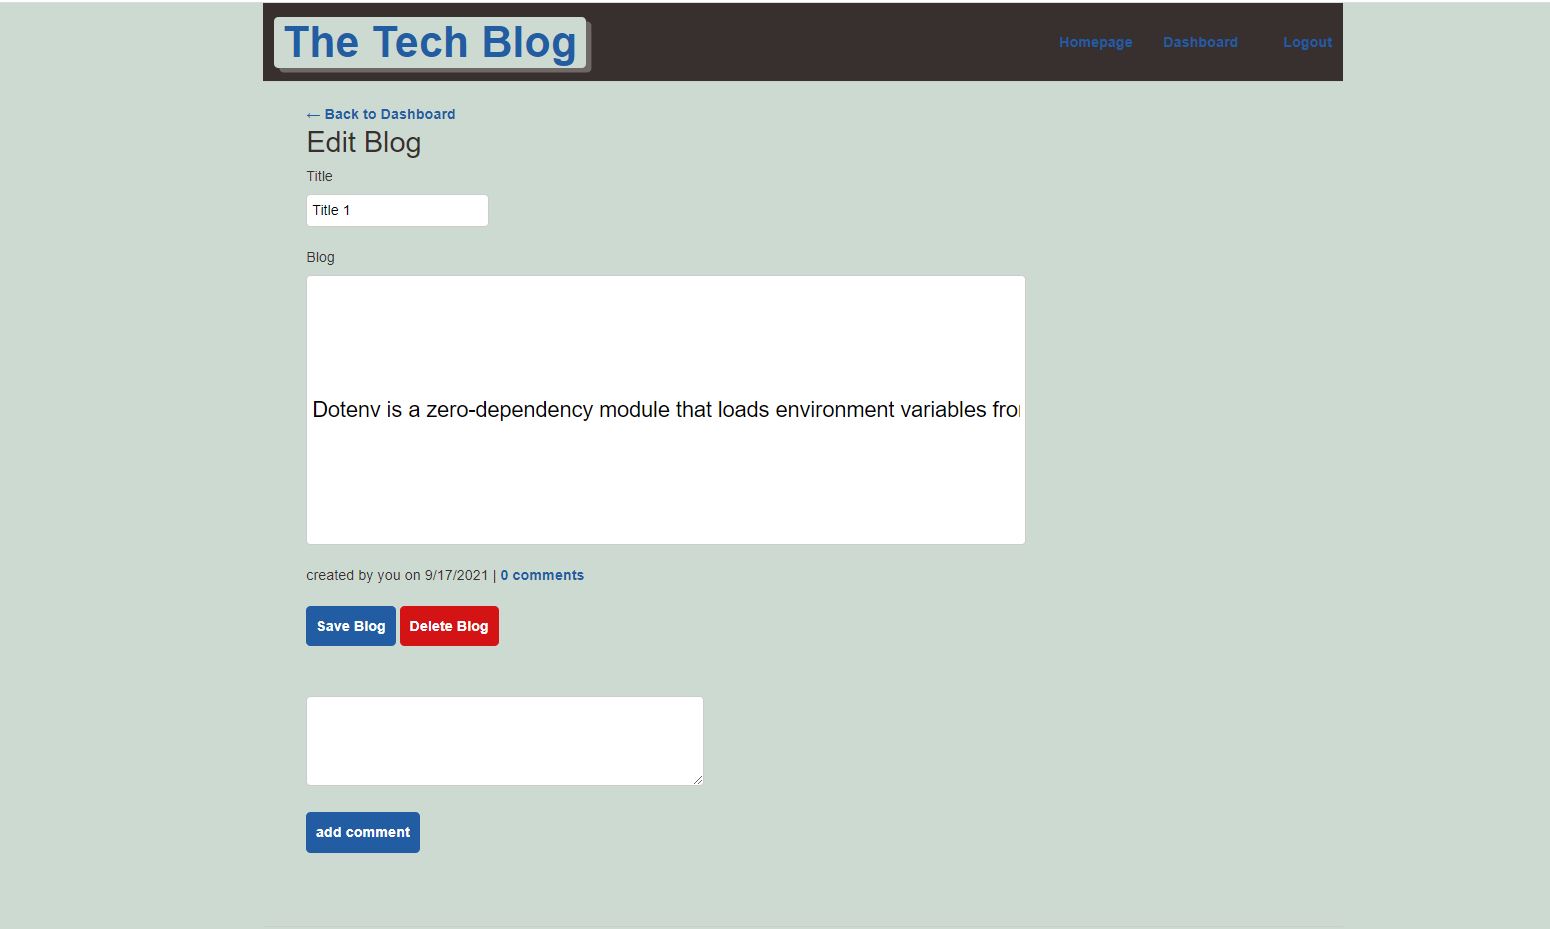 The Tech Blog
Homepage Dashboard Logout
← Back to Dashboard
Edit Blog
Title
Title 1
Blog
Dotenv is a zero-dependency module that loads environment variables
created by you on 9/17/2021 | 0 comments
Save Blog Delete Blog
add comment